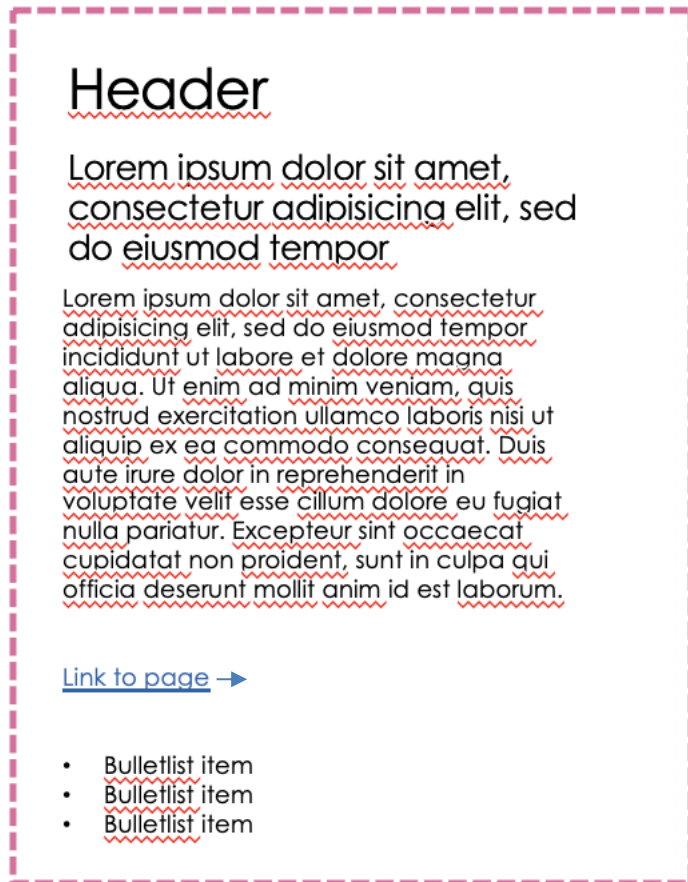 Header
Lorem ipsum dolor sit amet,
consectetur adipisicing elit, sed
do eiusmod tempor
Lorem ipsum dolor sit amet, consectetur
adipisicing elit, sed do eiusmod tempor
incididunt ut labore et dolore magna
aliqua. Ut enim ad minim veniam, quis
nostrud exercitation ullamco laboris nisi ut
aliquip ex ea commodo consequat. Duis
aute irure dolor in reprehenderit in
voluptate velit esse cillum dolore eu fugiat
nulla pariatur. Excepteur sint occaecat
cupidatat non proident, sunt in culpa qui
officia deserunt mollit anim id est laborum.
Link to page
• Bulletlist item
• Bulletlist item
• Bulletlist item